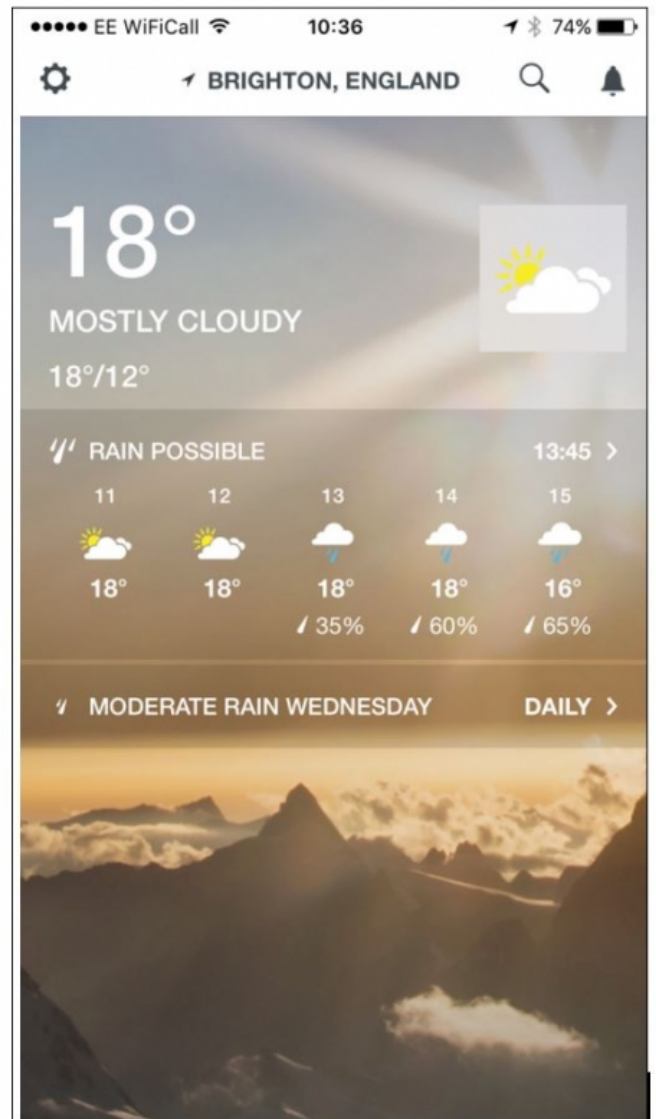 EE WiFiCall 10:36 74%
BRIGHTON, ENGLAND
18°
MOSTLY CLOUDY
18°/12°
RAIN POSSIBLE 13:45 >
11 12 13 14 15
18° 18° 18° 18° 16°
35% 60% 65%
MODERATE RAIN WEDNESDAY DAILY >